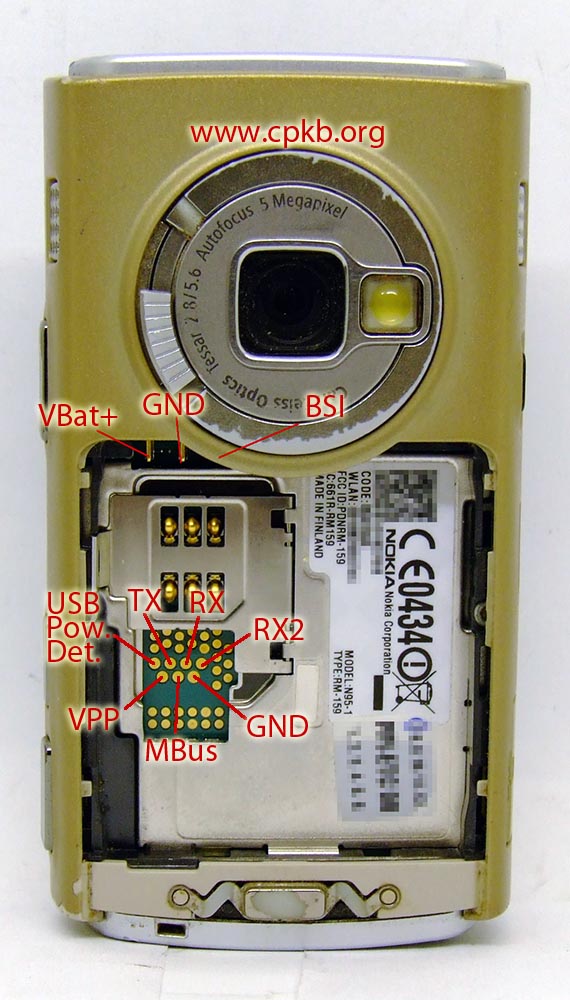 www.cpkb.org
Tessar 2.8/5.6 Autofocus 5 Megapixel
Optics
VBat+
GND
BSI
CODE:
WLAN:
FCC ID:PDNRM-159
IC:661R-RM159
MADE IN FINLAND
CE0434
NOKIA Nokia Corporation
MODEL:N95-1
TYPE:RM-159
USB
Pow.
Det.
TX
RX
RX2
VPP
MBus
GND